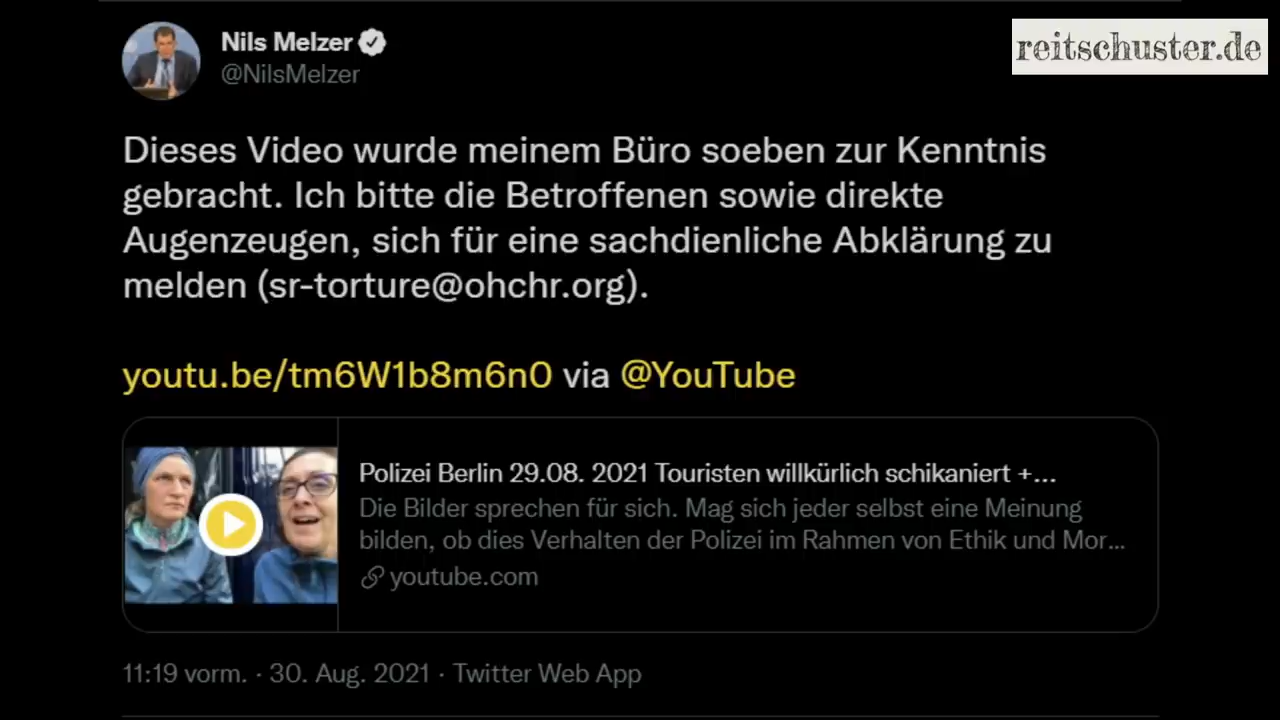 Nils Melzer
@NilsMelzer
reitschuster.de
Dieses Video wurde meinem Büro soeben zur Kenntnis
gebracht. Ich bitte die Betroffenen sowie direkte
Augenzeugen, sich für eine sachdienliche Abklärung zu
melden (sr-torture@ohchr.org).
youtu.be/tm6W1b8m6n0 via @YouTube
Polizei Berlin 29.08. 2021 Touristen willkürlich schikaniert +...
Die Bilder sprechen für sich. Mag sich jeder selbst eine Meinung
bilden, ob dies Verhalten der Polizei im Rahmen von Ethik und Mor...
youtube.com
11:19 vorm. · 30. Aug. 2021 · Twitter Web App